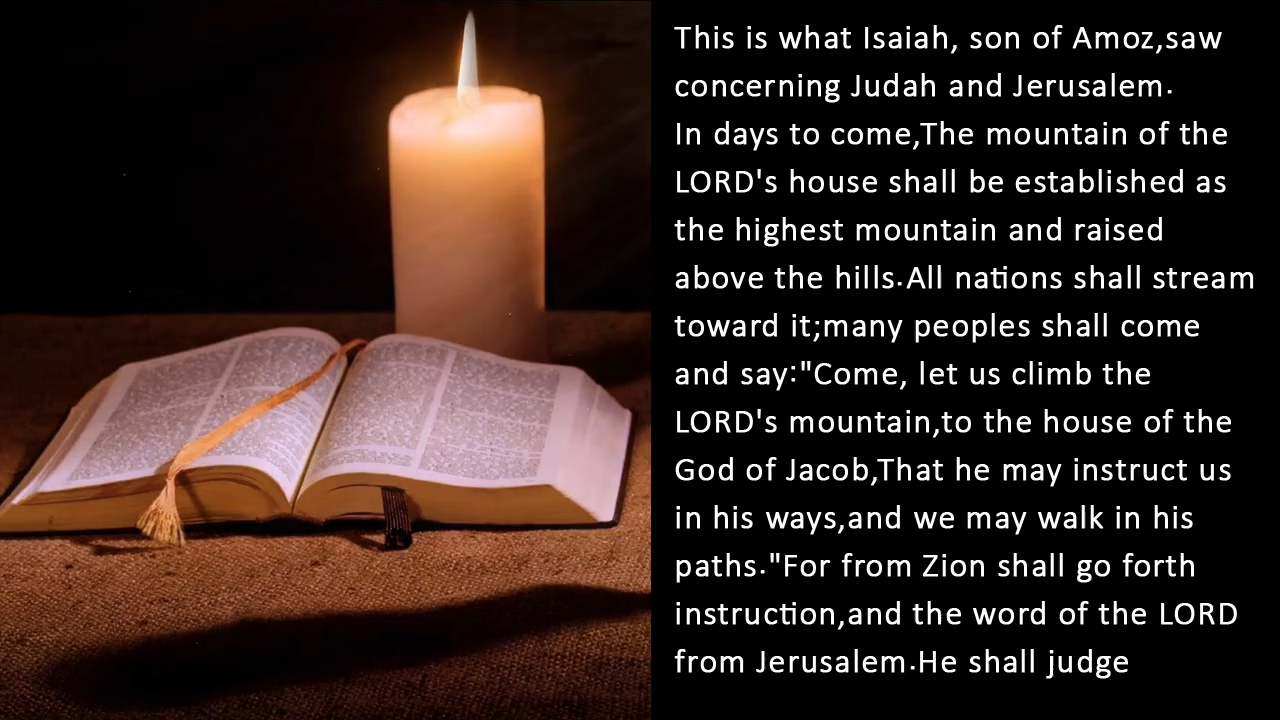 This is what Isaiah, son of Amoz,saw
concerning Judah and Jerusalem.
In days to come,The mountain of the
LORD's house shall be established as
the highest mountain and raised
above the hills.All nations shall stream
toward it;many peoples shall come
and say:"Come, let us climb the
LORD's mountain,to the house of the
God of Jacob,That he may instruct us
in his ways,and we may walk in his
paths."For from Zion shall go forth
instruction,and the word of the LORD
from Jerusalem.He shall judge